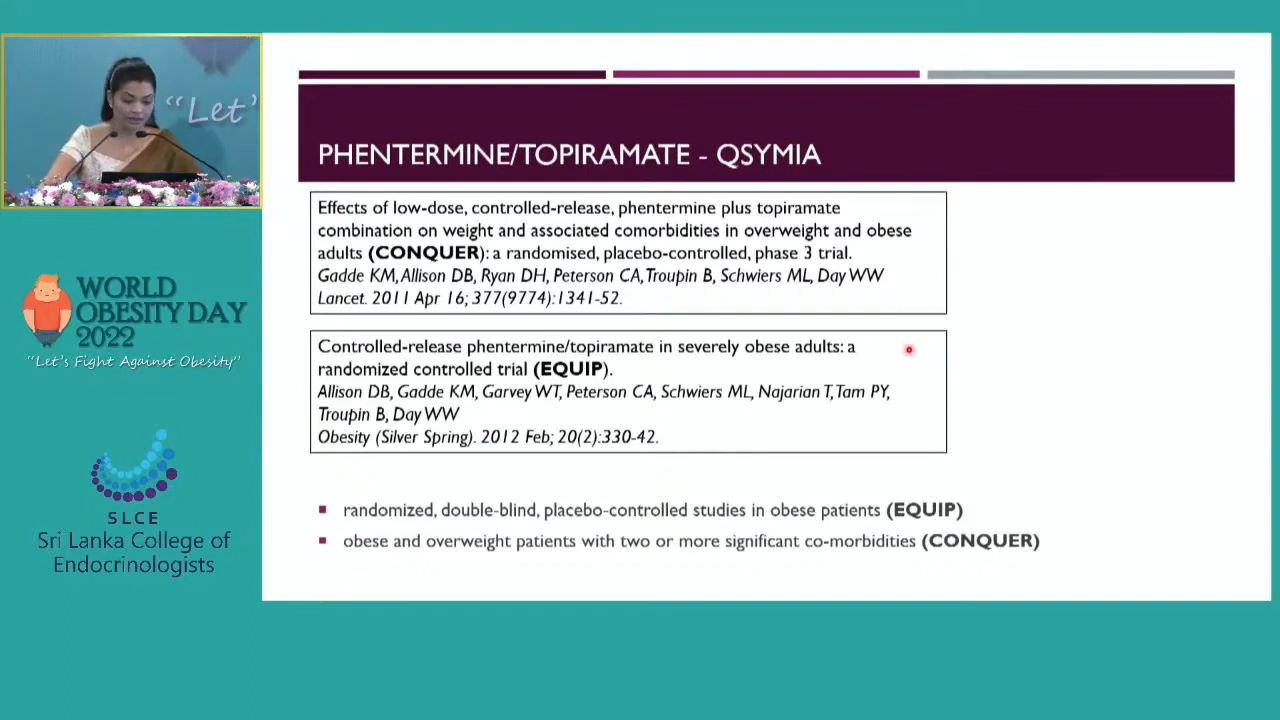 "Let'
WORLD
OBESITY DAY
2022
"Let's Fight Against Obesity"
SLCE
Sri Lanka College of
Endocrinologists
PHENTERMINE/TOPIRAMATE - QSYMIA
Effects of low-dose, controlled-release, phentermine plus topiramate
combination on weight and associated comorbidities in overweight and obese
adults (CONQUER): a randomised, placebo-controlled, phase 3 trial.
Gadde KM, Allison DB, Ryan DH, Peterson CA, Troupin B, Schwiers ML, Day WW
Lancet. 2011 Apr 16; 377(9774):1341-52.
Controlled-release phentermine/topiramate in severely obese adults: a
randomized controlled trial (EQUIP).
Allison DB, Gadde KM, Garvey WT, Peterson CA, Schwiers ML, Najarian T, Tam PY,
Troupin B, Day WW
Obesity (Silver Spring). 2012 Feb; 20(2):330-42.
randomized, double-blind, placebo-controlled studies in obese patients (EQUIP)
obese and overweight patients with two or more significant co-morbidities (CONQUER)